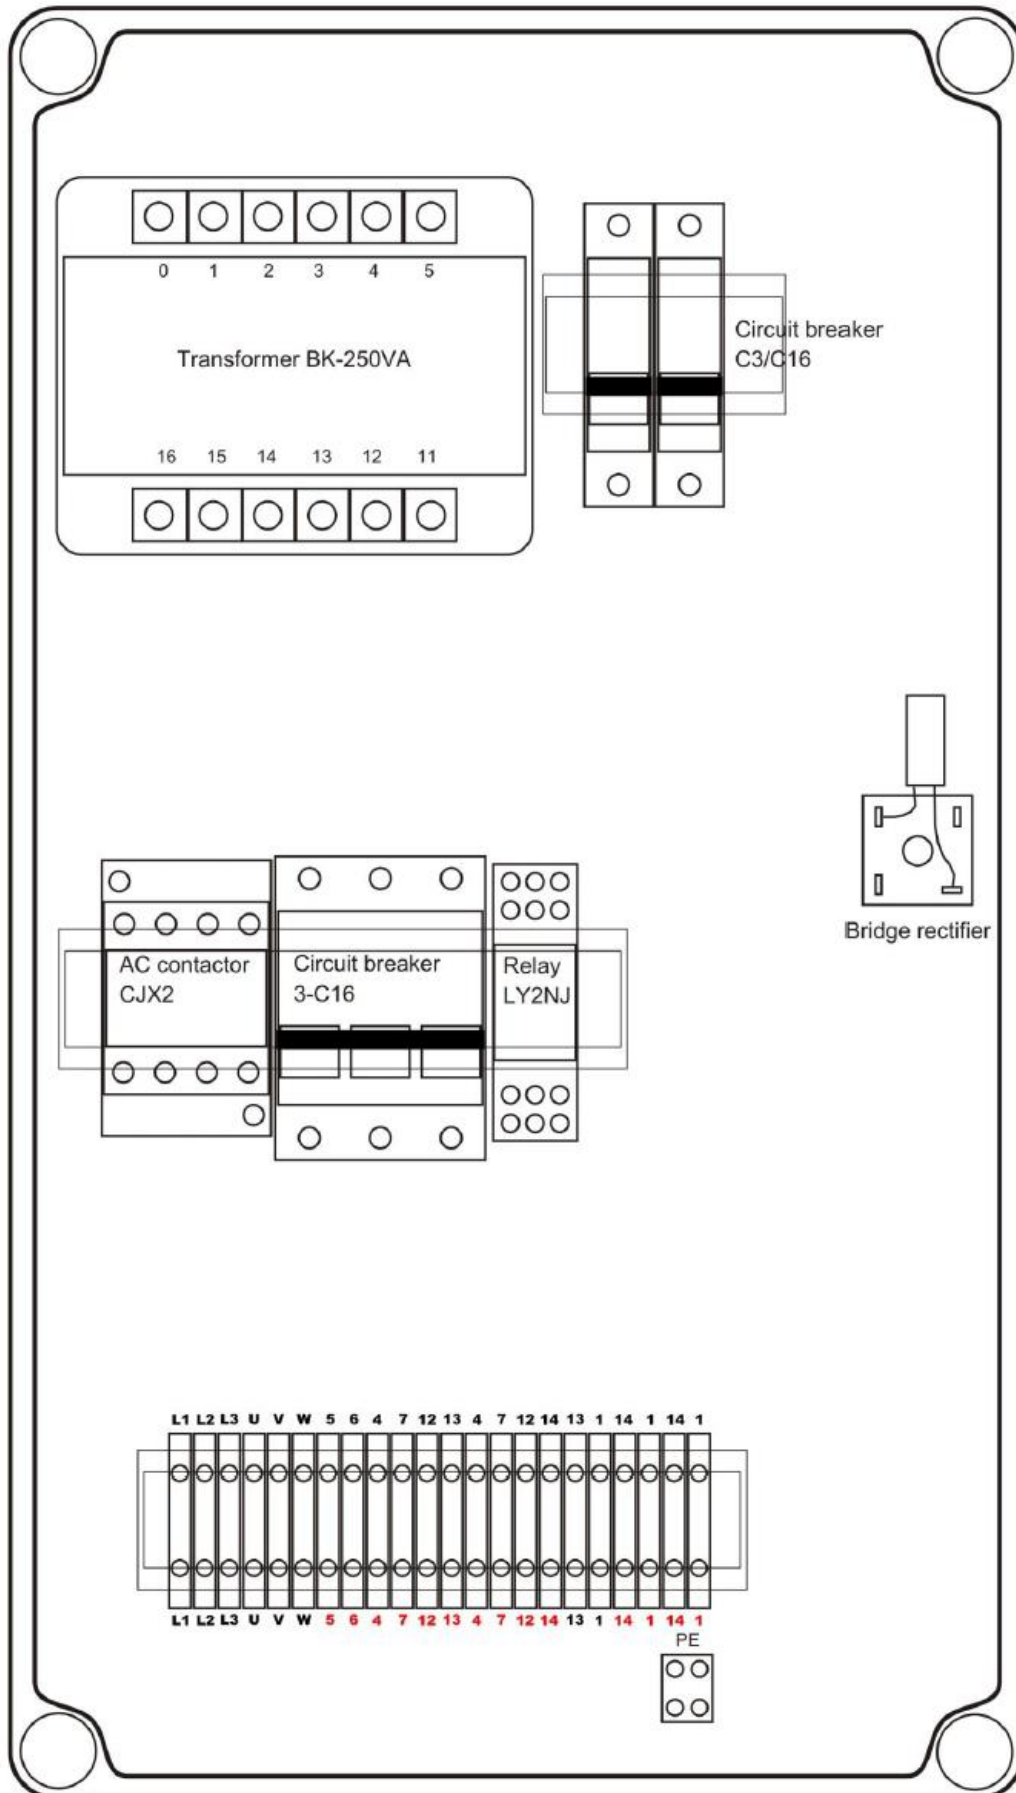 0 1 2 3 4 5
Transformer BK-250VA
16 15 14 13 12 11
Circuit breaker
C3/C16
Bridge rectifier
AC contactor
CJX2
Circuit breaker
3-C16
Relay
LY2NJ
L1 L2 L3 U V W 5 6 4 7 12 13 4 7 12 14 13 1 14 1 14 1
L1 L2 L3 U V W 5 6 4 7 12 13 4 7 12 14 13 1 14 1 14 1
PE